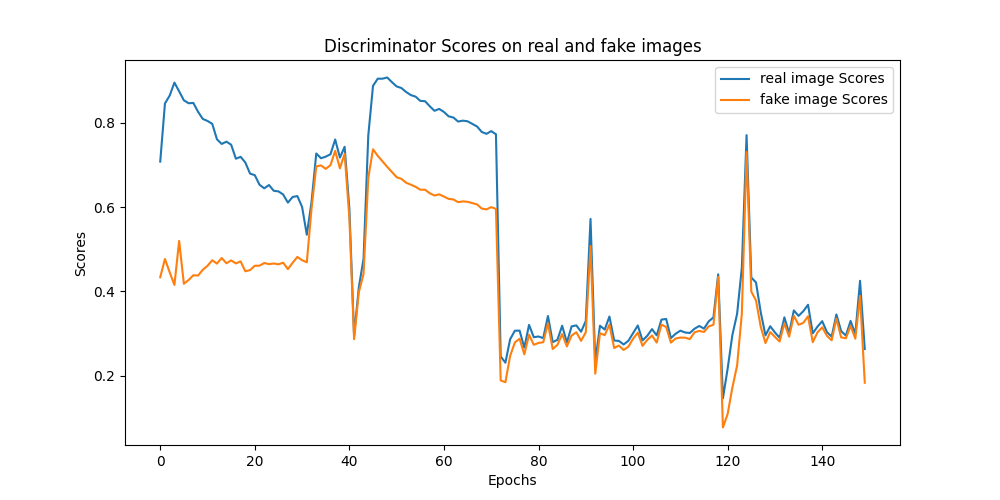 Discriminator Scores on real and fake images
real image Scores
fake image Scores
Scores
0.8
0.6
0.4
0.2
0 20 40 60 80 100 120 140
Epochs